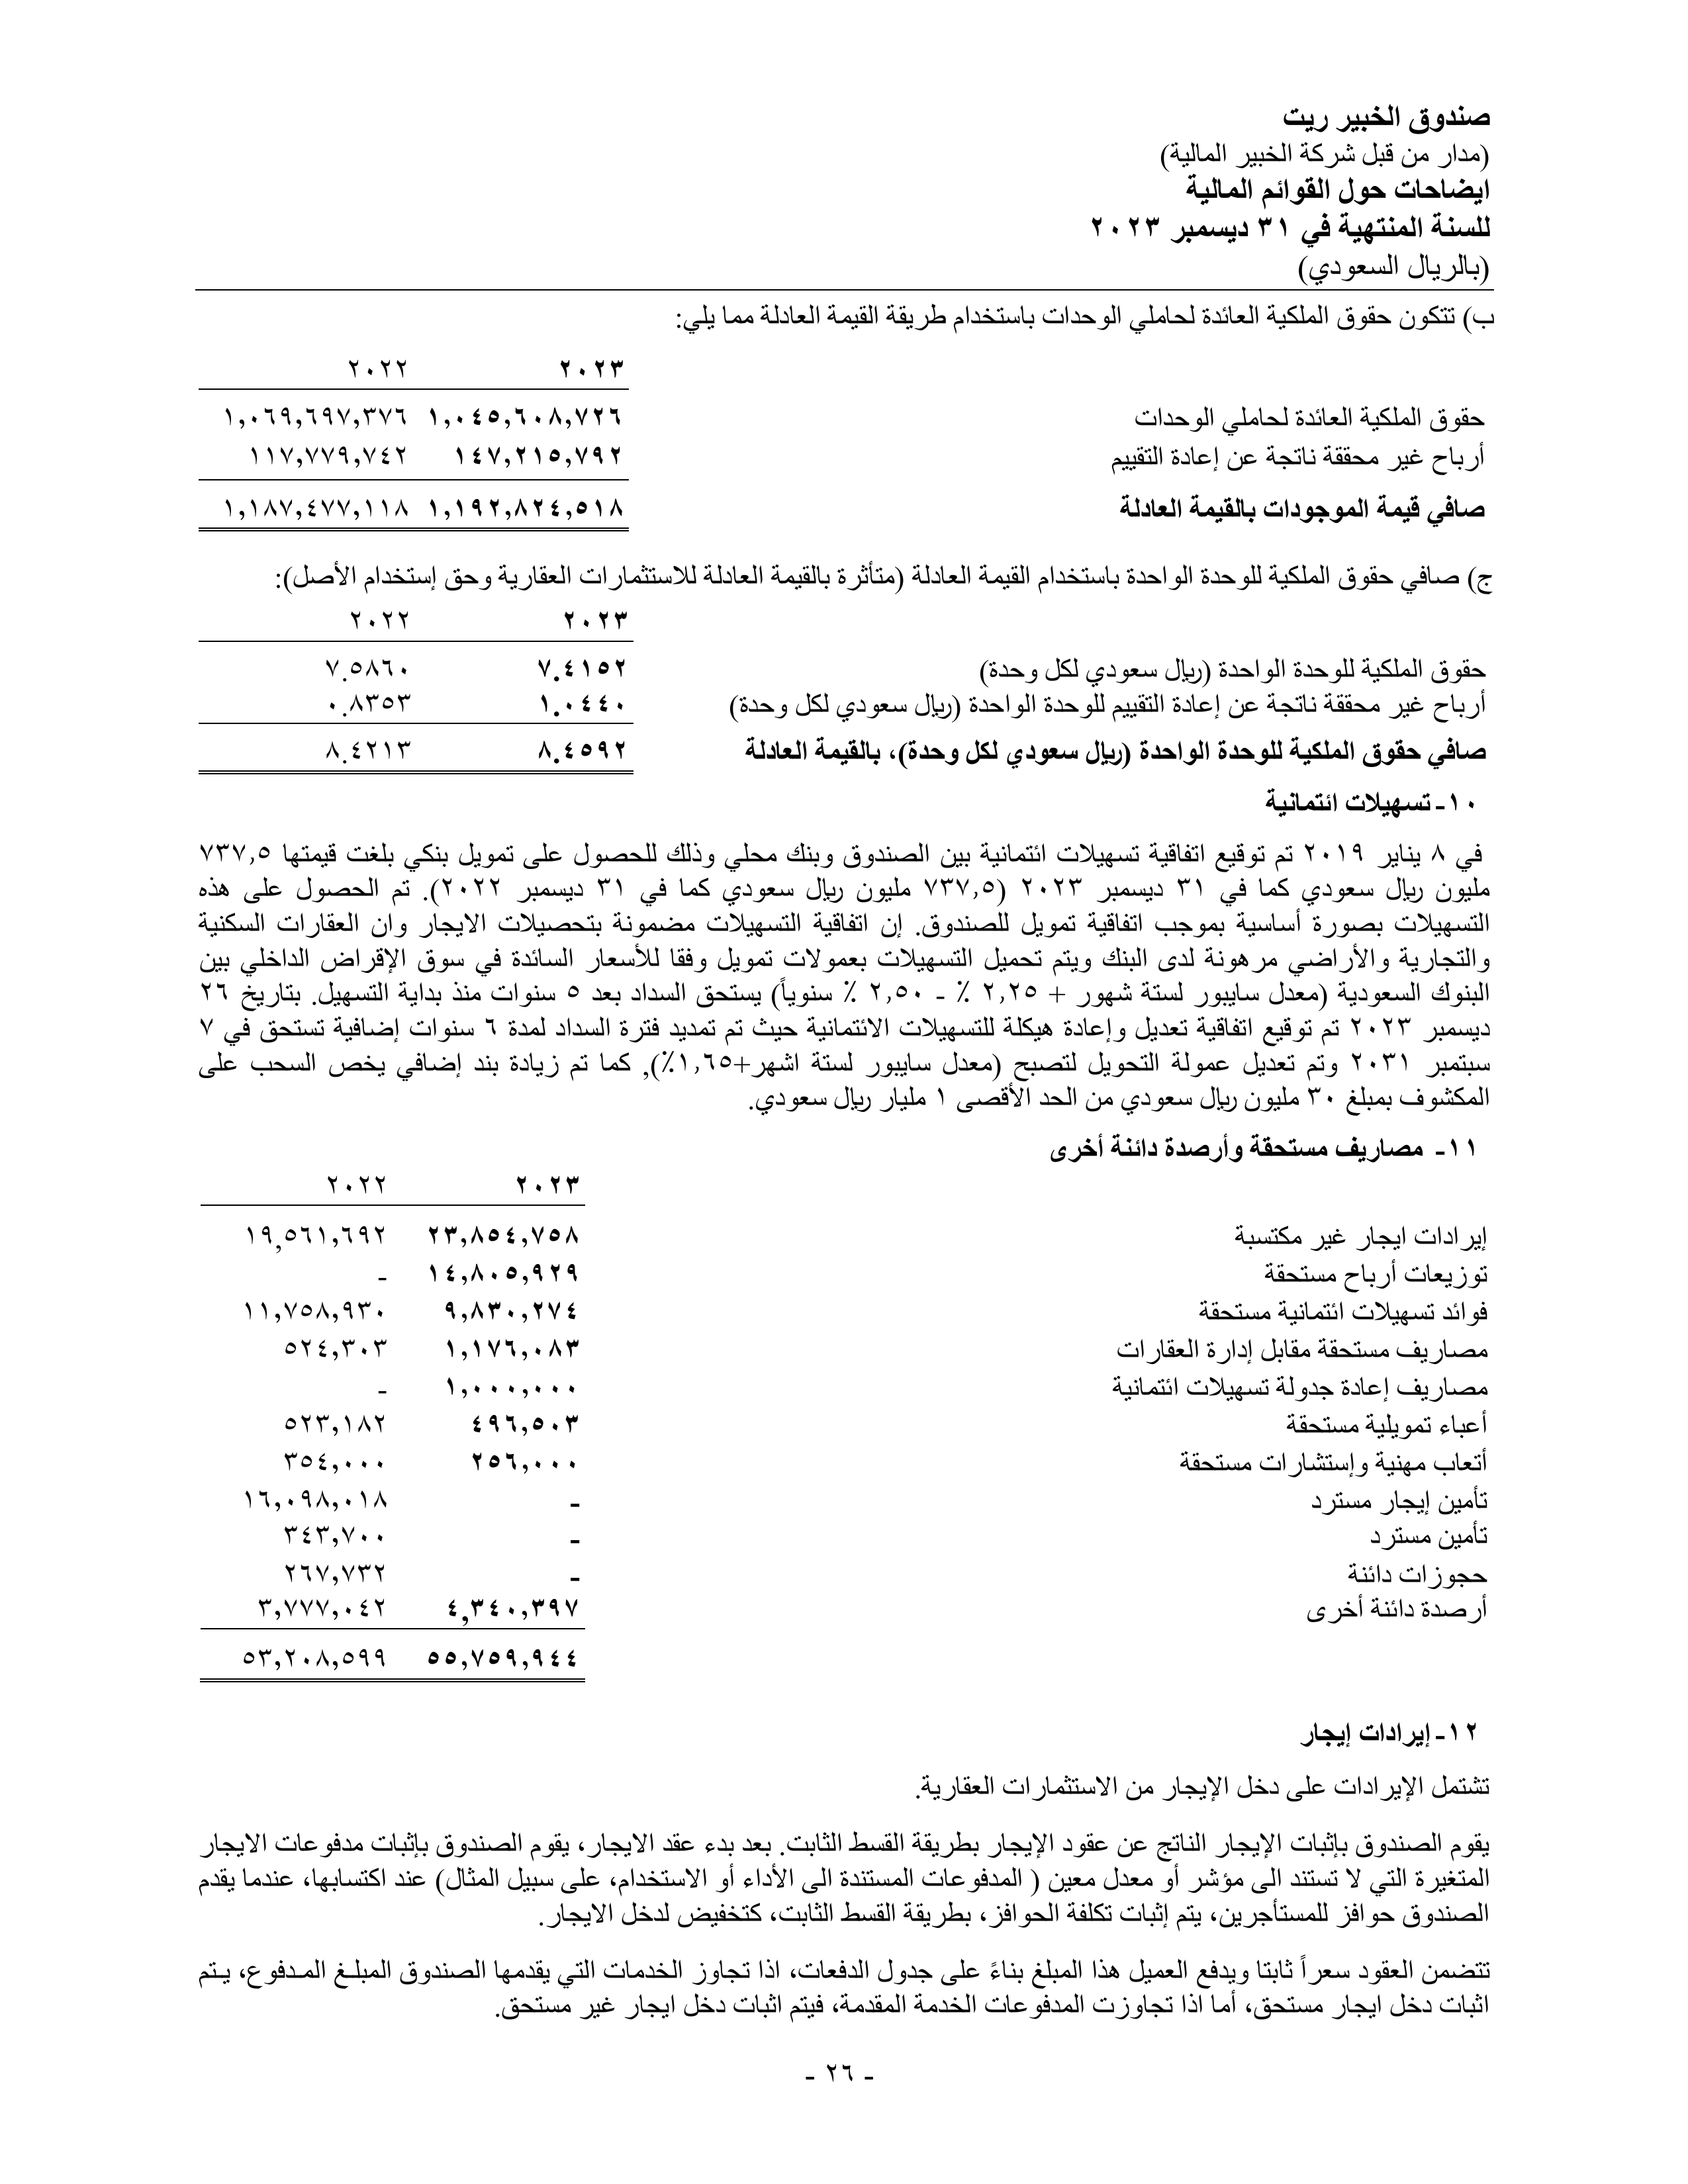 صندوق الخبير ريت
(مدار من قبل شركة الخبير المالية)
ايضاحات حول القوائم المالية
للسنة المنتهية في ٣١ ديسمبر ٢٠٢٣
(بالريال السعودي)
ب) تتكون حقوق الملكية العائدة لحاملي الوحدات باستخدام طريقة القيمة العادلة مما يلي:
٢٠٢٣ ٢٠٢٢
حقوق الملكية العائدة لحاملي الوحدات ١,٠٤٥,٦٠٨,٧٢٦ ١,٠٦٩,٦٩٧,٣٧٦
أرباح غير محققة ناتجة عن إعادة التقييم ١٤٧,٢١٥,٧٩٢ ١١٧,٧٧٩,٧٤٢
صافي قيمة الموجودات بالقيمة العادلة ١,١٩٢,٨٢٤,٥١٨ ١,١٨٧,٤٧٧,١١٨
ج) صافي حقوق الملكية للوحدة الواحدة باستخدام القيمة العادلة (متأثرة بالقيمة العادلة للاستثمارات العقارية وحق إستخدام الأصل):
٢٠٢٣ ٢٠٢٢
حقوق الملكية للوحدة الواحدة (ريال سعودي لكل وحدة) ٧.٤١٥٢ ٧.٥٨٦٠
أرباح غير محققة ناتجة عن إعادة التقييم للوحدة الواحدة (ريال سعودي لكل وحدة) ١.٠٤٤٠ ٠.٨٣٥٣
صافي حقوق الملكية للوحدة الواحدة (ريال سعودي لكل وحدة)، بالقيمة العادلة ٨.٤٥٩٢ ٨.٤٢١٣
١٠- تسهيلات ائتمانية
في ٨ يناير ٢٠١٩ تم توقيع اتفاقية تسهيلات ائتمانية بين الصندوق وبنك محلي وذلك للحصول على تمويل بنكي بلغت قيمتها ٧٣٧,٥
مليون ريال سعودي كما في ٣١ ديسمبر ٢٠٢٣ (٧٣٧,٥ مليون ريال سعودي كما في ٣١ ديسمبر ٢٠٢٢). تم الحصول على هذه
التسهيلات بصورة أساسية بموجب اتفاقية تمويل للصندوق. إن اتفاقية التسهيلات مضمونة بتحصيلات الايجار وان العقارات السكنية
والتجارية والأراضي مرهونة لدى البنك ويتم تحميل التسهيلات بعمولات تمويل وفقا للأسعار السائدة في سوق الإقراض الداخلي بين
البنوك السعودية (معدل سايبور لستة شهور + ٢,٢٥ ٪ - ٢,٥٠ ٪ سنوياً) يستحق السداد بعد ٥ سنوات منذ بداية التسهيل. بتاريخ ٢٦
ديسمبر ٢٠٢٣ تم توقيع اتفاقية تعديل وإعادة هيكلة للتسهيلات الائتمانية حيث تم تمديد فترة السداد لمدة ٦ سنوات إضافية تستحق في ٧
سبتمبر ٢٠٣١ وتم تعديل عمولة التحويل لتصبح (معدل سايبور لستة اشهر+١,٦٥٪), كما تم زيادة بند إضافي يخص السحب على
المكشوف بمبلغ ٣٠ مليون ريال سعودي من الحد الأقصى ١ مليار ريال سعودي.
١١- مصاريف مستحقة وأرصدة دائنة أخرى
٢٠٢٣ ٢٠٢٢
إيرادات ايجار غير مكتسبة ٢٣,٨٥٤,٧٥٨ ١٩,٥٦١,٦٩٢
توزيعات أرباح مستحقة ١٤,٨٠٥,٩٢٩ -
فوائد تسهيلات ائتمانية مستحقة ٩,٨٣٠,٢٧٤ ١١,٧٥٨,٩٣٠
مصاريف مستحقة مقابل إدارة العقارات ١,١٧٦,٠٨٣ ٥٢٤,٣٠٣
مصاريف إعادة جدولة تسهيلات ائتمانية ١,٠٠٠,٠٠٠ -
أعباء تمويلية مستحقة ٤٩٦,٥٠٣ ٥٢٣,١٨٢
أتعاب مهنية وإستشارات مستحقة ٢٥٦,٠٠٠ ٣٥٤,٠٠٠
تأمين إيجار مسترد - ١٦,٠٩٨,٠١٨
تأمين مسترد - ٣٤٣,٧٠٠
حجوزات دائنة - ٢٦٧,٧٣٢
أرصدة دائنة أخرى ٤,٣٤٠,٣٩٧ ٣,٧٧٧,٠٤٢
٥٥,٧٥٩,٩٤٤ ٥٣,٢٠٨,٥٩٩
١٢- إيرادات إيجار
تشتمل الإيرادات على دخل الإيجار من الاستثمارات العقارية.
يقوم الصندوق بإثبات الإيجار الناتج عن عقود الإيجار بطريقة القسط الثابت. بعد بدء عقد الايجار، يقوم الصندوق بإثبات مدفوعات الايجار
المتغيرة التي لا تستند الى مؤشر أو معدل معين ( المدفوعات المستندة الى الأداء أو الاستخدام، على سبيل المثال) عند اكتسابها، عندما يقدم
الصندوق حوافز للمستأجرين، يتم إثبات تكلفة الحوافز، بطريقة القسط الثابت، كتخفيض لدخل الايجار.
تتضمن العقود سعراً ثابتا ويدفع العميل هذا المبلغ بناءً على جدول الدفعات، اذا تجاوز الخدمات التي يقدمها الصندوق المبلـغ المـدفوع، يـتم
اثبات دخل ايجار مستحق، أما اذا تجاوزت المدفوعات الخدمة المقدمة، فيتم اثبات دخل ايجار غير مستحق.
- ٢٦ -